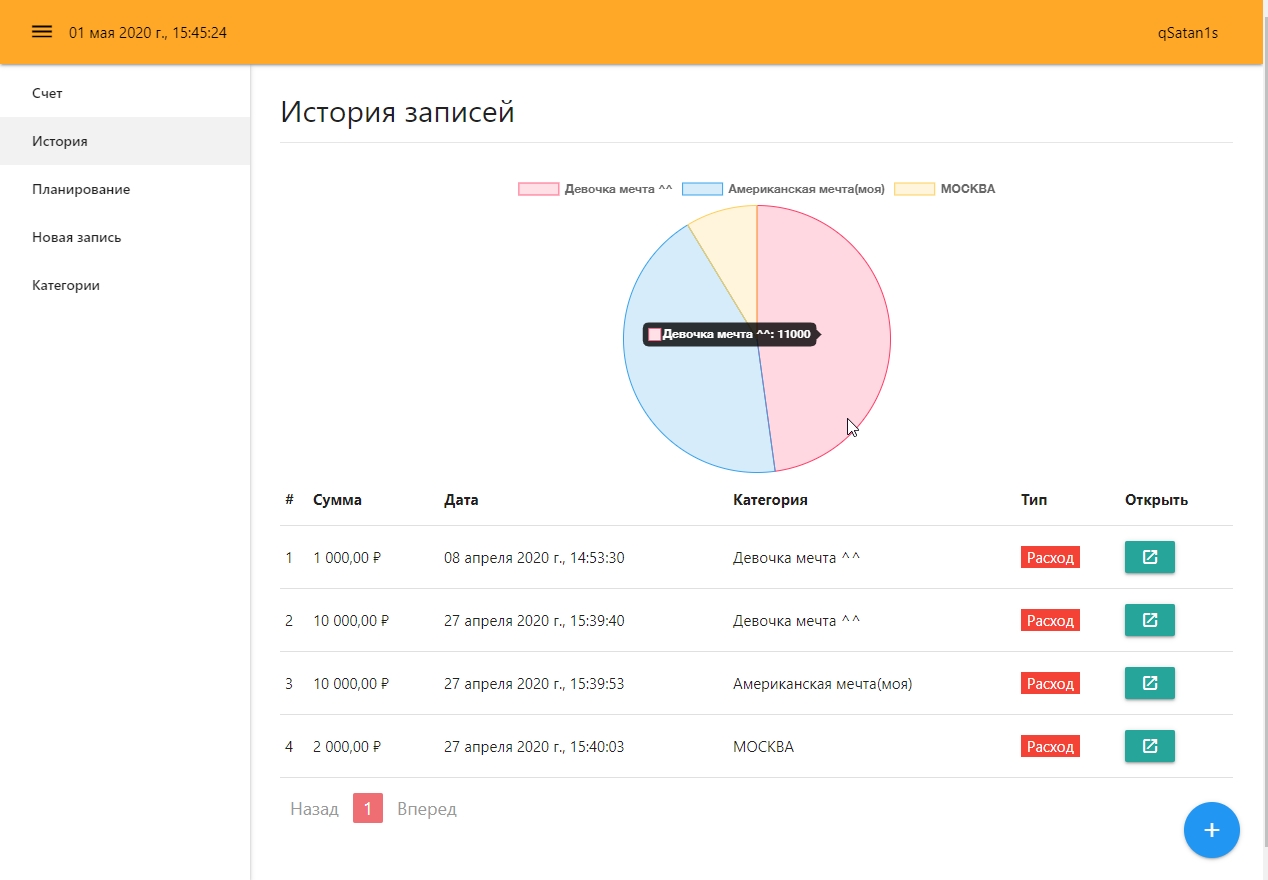 01 мая 2020 г., 15:45:24
qSatan1s
Счет
История
Планирование
Новая запись
Категории
История записей
Девочка мечта ^^ Американская мечта(моя) МОСКВА
Девочка мечта ^^: 11000
# Сумма Дата Категория Тип Открыть
1 1 000,00 ₽ 08 апреля 2020 г., 14:53:30 Девочка мечта ^^ Расход
2 10 000,00 ₽ 27 апреля 2020 г., 15:39:40 Девочка мечта ^^ Расход
3 10 000,00 ₽ 27 апреля 2020 г., 15:39:53 Американская мечта(моя) Расход
4 2 000,00 ₽ 27 апреля 2020 г., 15:40:03 МОСКВА Расход
Назад 1 Вперед
+